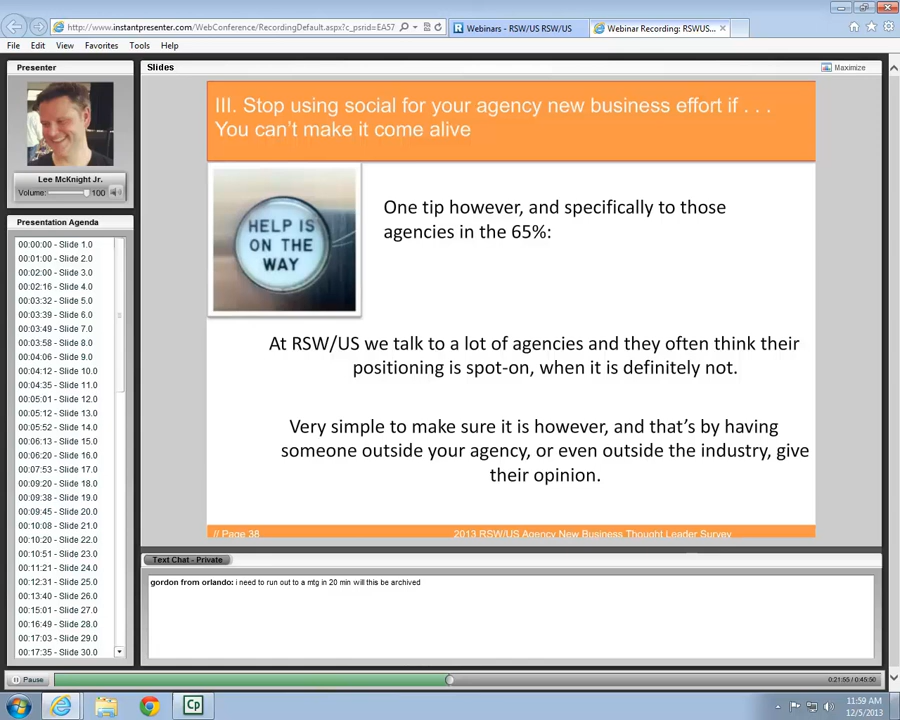 http://www.instantpresenter.com/WebConference/RecordingDefault.aspx?c_psrid=EA57
Webinars - RSW/US RSW/US
Webinar Recording: RSWUS...
File Edit View Favorites Tools Help
Presenter
Slides
Maximize
Lee McKnight Jr.
Volume: 100
Presentation Agenda
00:00:00 - Slide 1.0
00:01:00 - Slide 2.0
00:02:00 - Slide 3.0
00:02:16 - Slide 4.0
00:03:32 - Slide 5.0
00:03:39 - Slide 6.0
00:03:49 - Slide 7.0
00:03:58 - Slide 8.0
00:04:06 - Slide 9.0
00:04:12 - Slide 10.0
00:04:35 - Slide 11.0
00:05:01 - Slide 12.0
00:05:12 - Slide 13.0
00:05:52 - Slide 14.0
00:06:13 - Slide 15.0
00:06:20 - Slide 16.0
00:07:53 - Slide 17.0
00:09:20 - Slide 18.0
00:09:38 - Slide 19.0
00:09:45 - Slide 20.0
00:10:08 - Slide 21.0
00:10:20 - Slide 22.0
00:10:51 - Slide 23.0
00:11:21 - Slide 24.0
00:12:31 - Slide 25.0
00:13:40 - Slide 26.0
00:15:01 - Slide 27.0
00:16:49 - Slide 28.0
00:17:03 - Slide 29.0
00:17:35 - Slide 30.0
III. Stop using social for your agency new business effort if . . .
You can't make it come alive
HELP IS
ON THE
WAY
One tip however, and specifically to those
agencies in the 65%:
At RSW/US we talk to a lot of agencies and they often think their
positioning is spot-on, when it is definitely not.
Very simple to make sure it is however, and that's by having
someone outside your agency, or even outside the industry, give
their opinion.
// Page 38
2013 RSW/US Agency New Business Thought Leader Survey
Text Chat - Private
gordon from orlando: i need to run out to a mtg in 20 min will this be archived
Pause
0:21:55 / 0:45:50
Cp
11:59 AM
12/5/2013